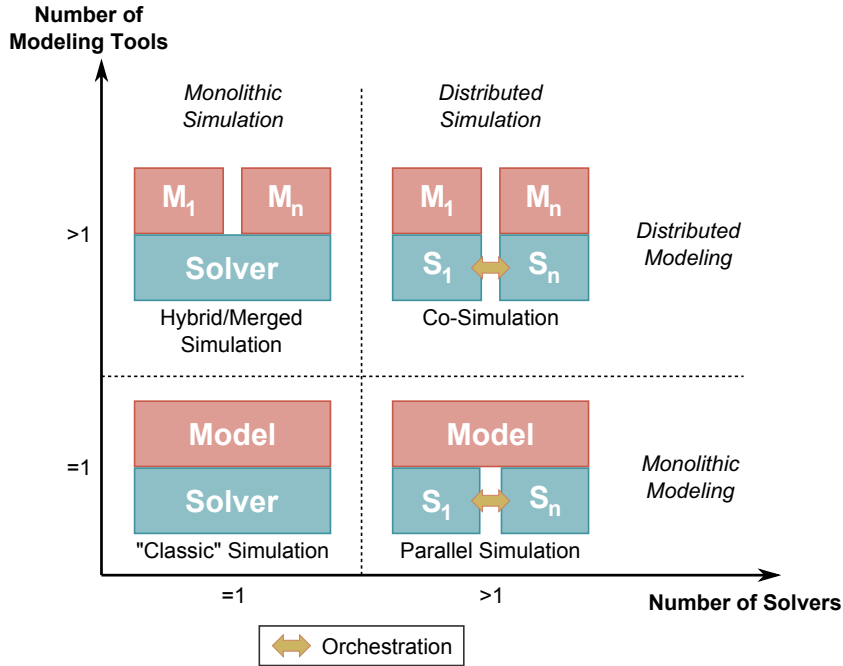 Number of
Modeling Tools
Monolithic
Simulation
Distributed
Simulation
M1 Mn
M1 Mn
>1
Solver
S1 Sn
Distributed
Modeling
Hybrid/Merged
Simulation
Co-Simulation
Model
Model
=1
Solver
S1 Sn
Monolithic
Modeling
"Classic" Simulation
Parallel Simulation
=1
>1
Number of Solvers
Orchestration